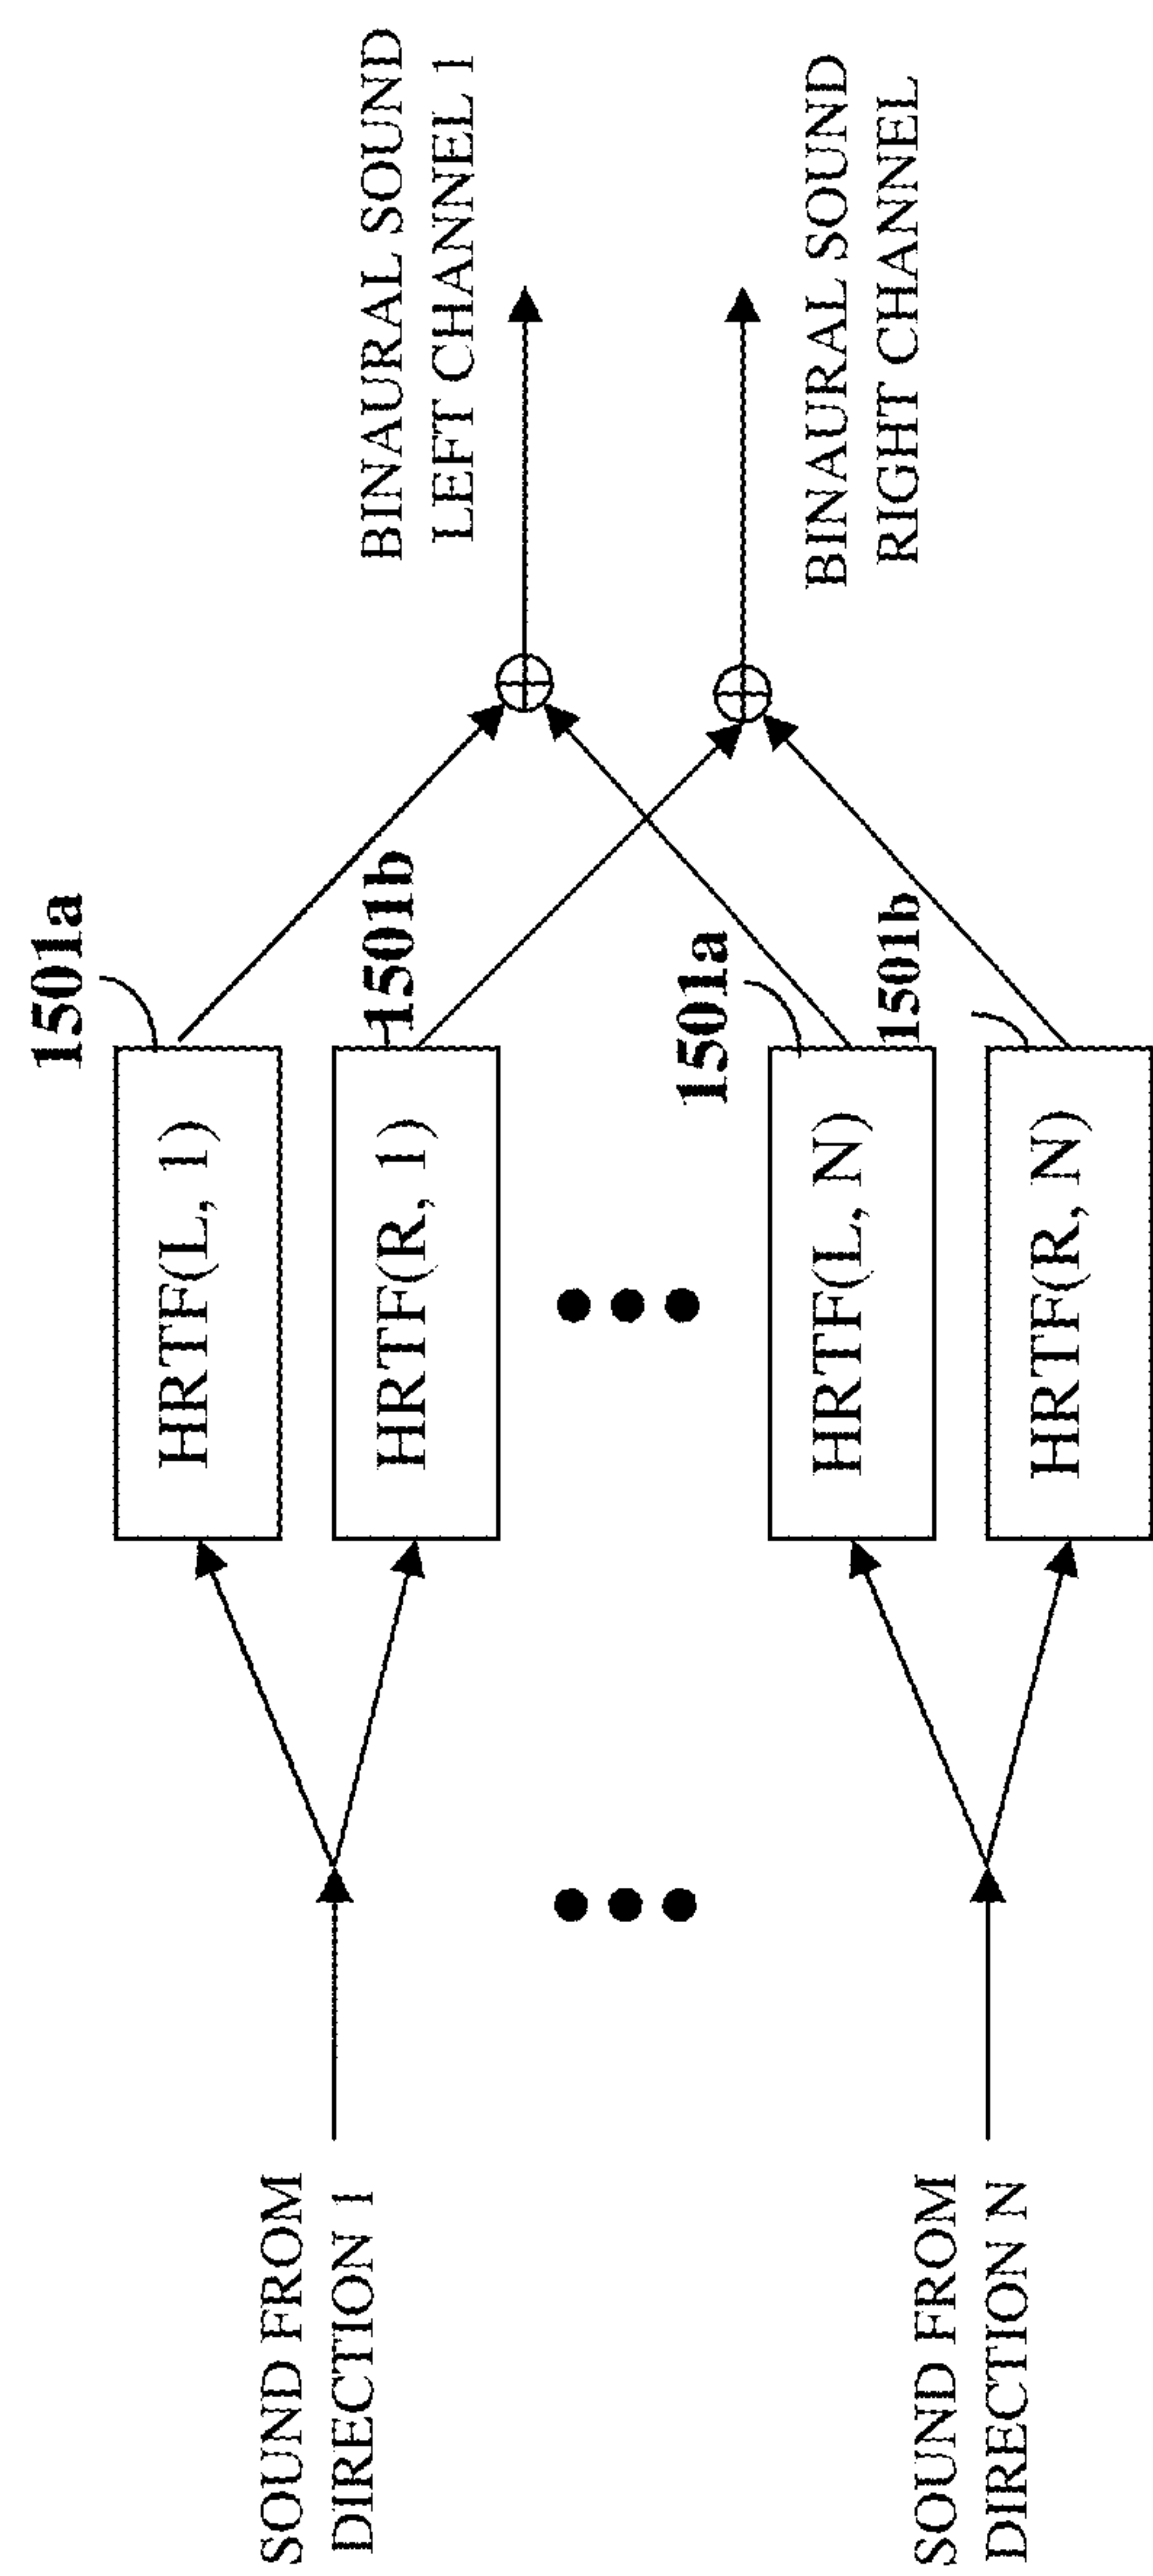 SOUND FROM
DIRECTION 1
SOUND FROM
DIRECTION N
1501a
HRTF(L, 1)
1501b
HRTF(R, 1)
1501a
HRTF(L, N)
1501b
HRTF(R, N)
BINAURAL SOUND
LEFT CHANNEL 1
BINAURAL SOUND
RIGHT CHANNEL